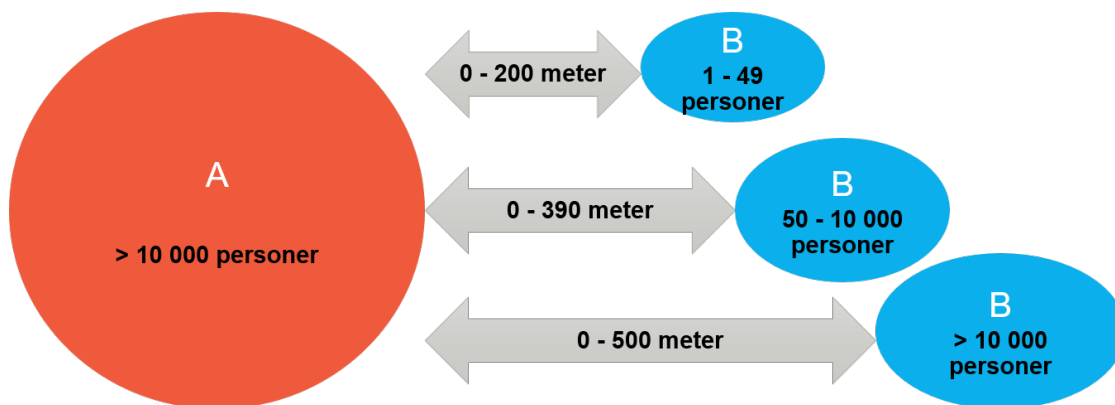 A
> 10 000 personer
0 - 200 meter
B
1 - 49
personer
0 - 390 meter
B
50 - 10 000
personer
0 - 500 meter
B
> 10 000
personer